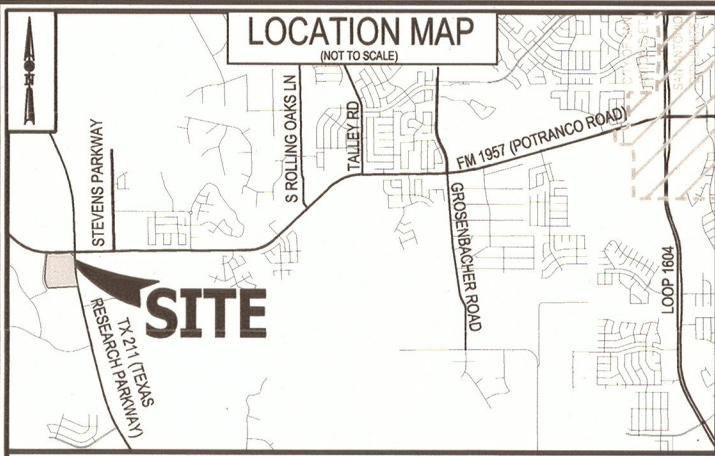 LOCATION MAP
(NOT TO SCALE)
N
STEVENS PARKWAY
S ROLLING OAKS LN
TALLEY RD
FM 1957 (POTRANCO ROAD)
GROSENBACHER ROAD
LOOP 1604
SITE
TX 211 (TEXAS
RESEARCH PARKWAY)